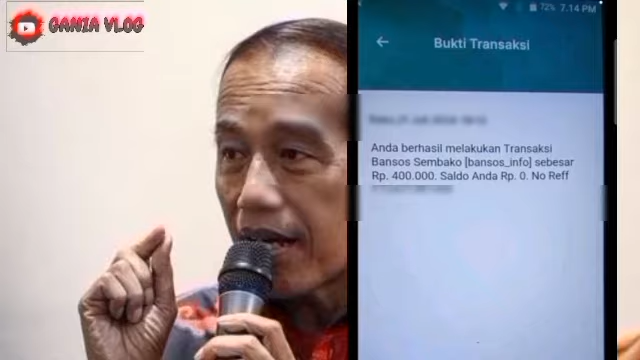 GANZA VLOG
72% 7.14 PM
Bukti Transaksi
Anda berhasil melakukan Transaksi
Bansos Sembako [bansos_info] sebesar
Rp. 400.000. Saldo Anda Rp. 0. No Reff